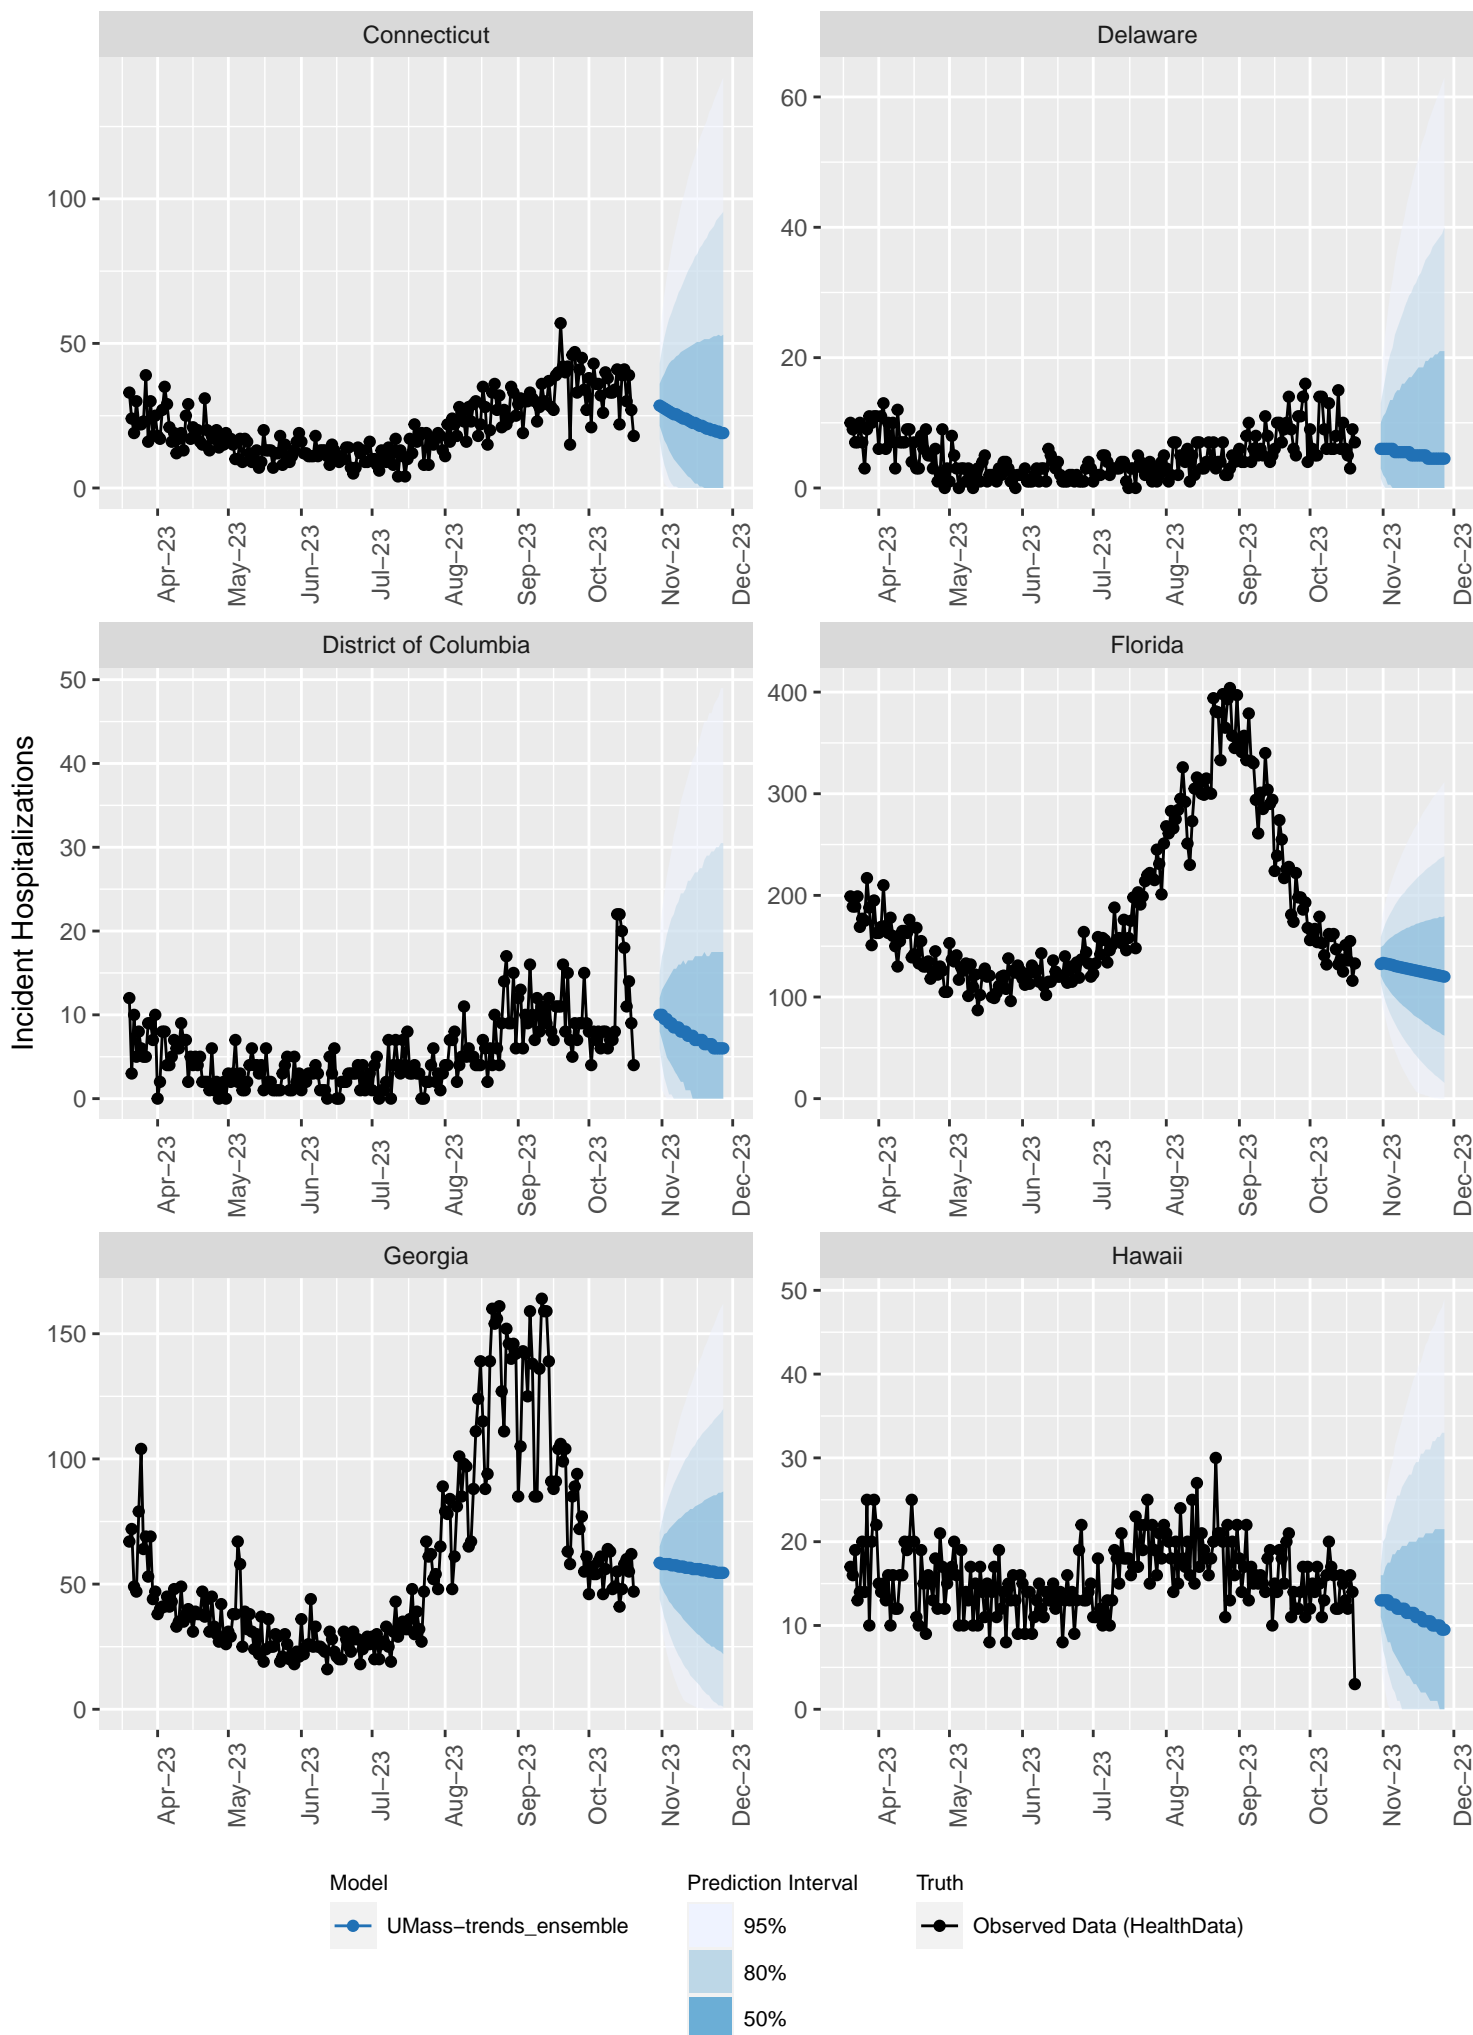 Connecticut
Delaware
100
50
0
60
40
20
0
Apr−23
May−23
Jun−23
Jul−23
Aug−23
Sep−23
Oct−23
Nov−23
Dec−23
Apr−23
May−23
Jun−23
Jul−23
Aug−23
Sep−23
Oct−23
Nov−23
Dec−23
Incident Hospitalizations
District of Columbia
Florida
50
40
30
20
10
0
400
300
200
100
0
Apr−23
May−23
Jun−23
Jul−23
Aug−23
Sep−23
Oct−23
Nov−23
Dec−23
Apr−23
May−23
Jun−23
Jul−23
Aug−23
Sep−23
Oct−23
Nov−23
Dec−23
Georgia
Hawaii
150
100
50
0
50
40
30
20
10
0
Apr−23
May−23
Jun−23
Jul−23
Aug−23
Sep−23
Oct−23
Nov−23
Dec−23
Apr−23
May−23
Jun−23
Jul−23
Aug−23
Sep−23
Oct−23
Nov−23
Dec−23
Model
UMass−trends_ensemble
Prediction Interval
95%
80%
50%
Truth
Observed Data (HealthData)